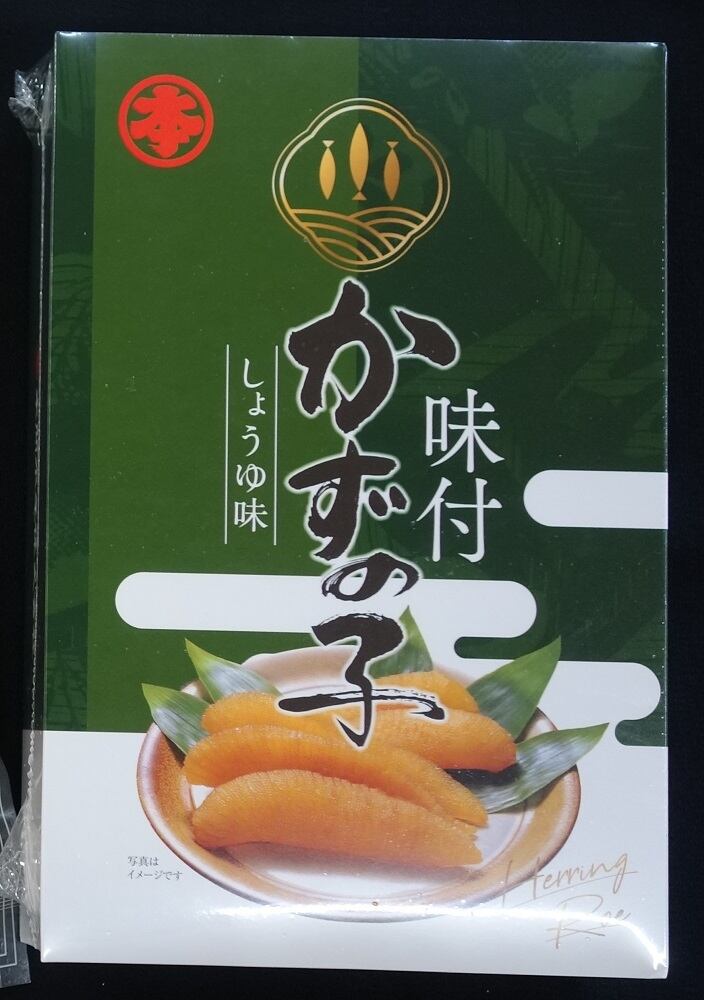 本
味付
かずの子
しょうゆ味
写真は
イメージです
Herring
Roe